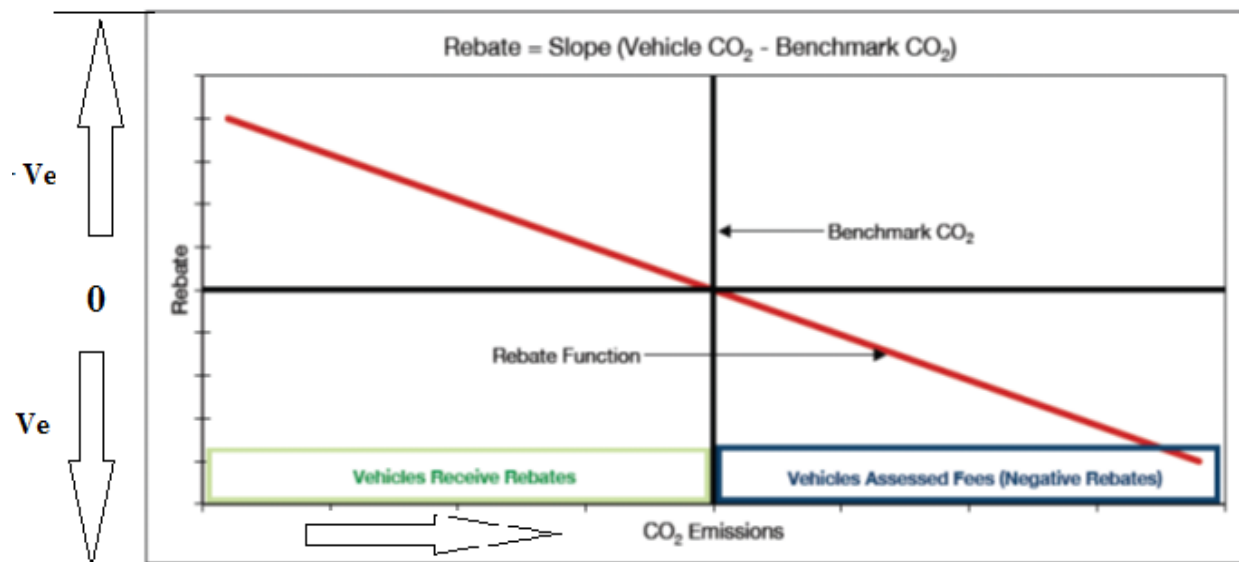 Rebate = Slope (Vehicle CO₂ - Benchmark CO₂)
Ve
Benchmark CO₂
Rebate
0
Rebate Function
Ve
Vehicles Receive Rebates
Vehicles Assessed Fees (Negative Rebates)
CO₂ Emissions